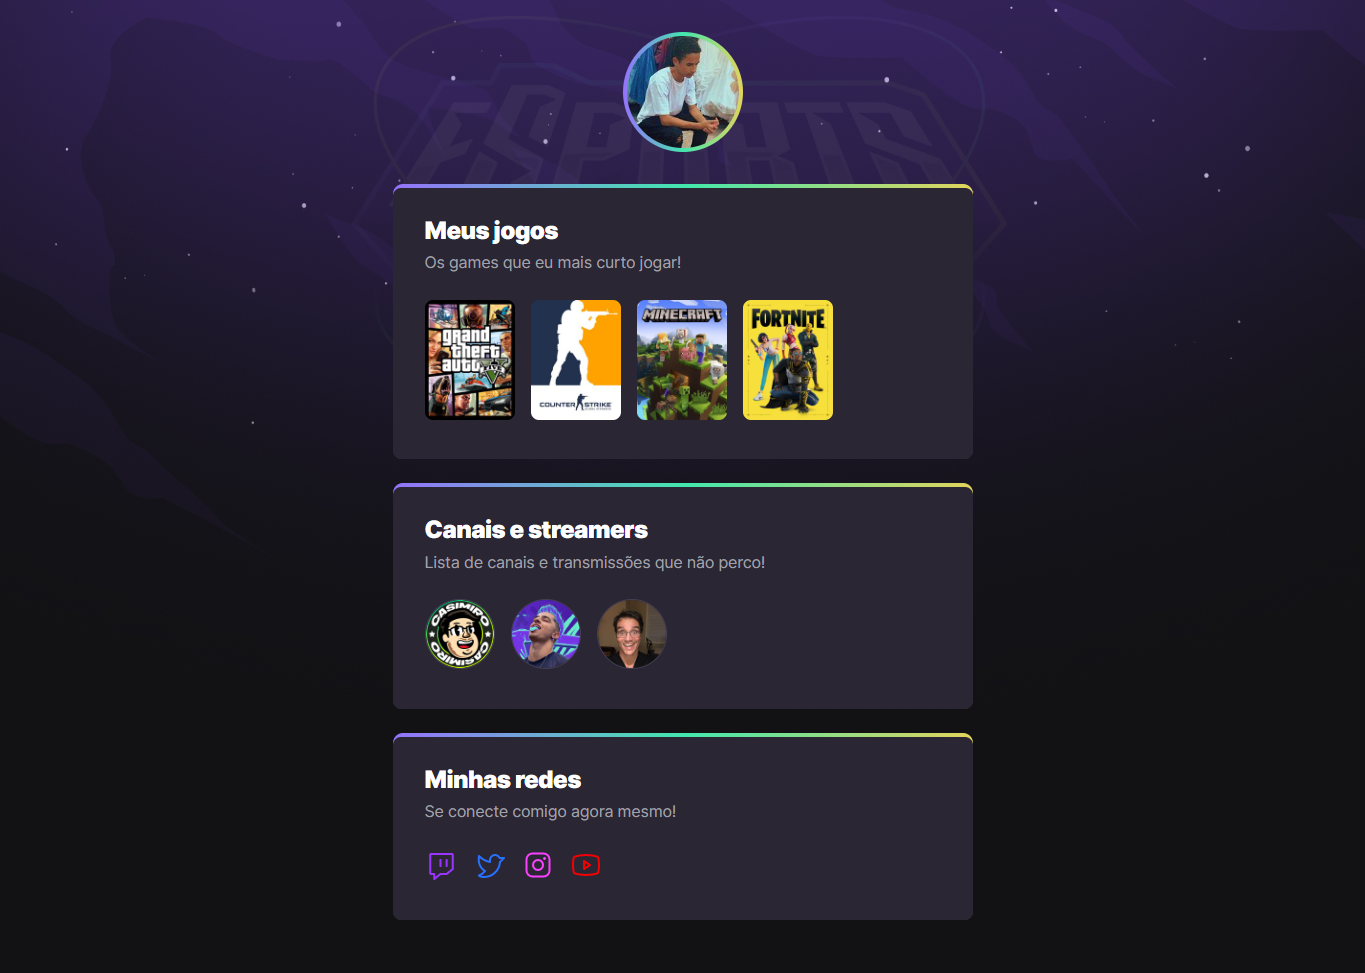 ESPORTS
Meus jogos
Os games que eu mais curto jogar!
grand
theft
auto
V
FIVE
COUNTER STRIKE
MINECRAFT
FORTNITE
Canais e streamers
Lista de canais e transmissões que não perco!
CASIMIRO
CASIMIRO
Minhas redes
Se conecte comigo agora mesmo!